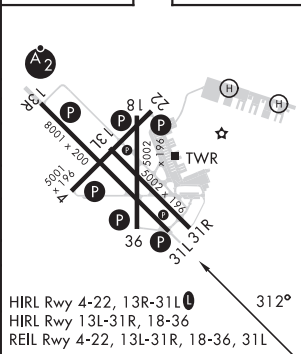 A2
13R
P
8001 x 200
13L
P
18
22
P
P
H
H
5001 x 196
4
P
5002 x 196
TWR
5002 x 196
P
36
P
P
31L
31R
HIRL Rwy 4-22, 13R-31L L
312°
HIRL Rwy 13L-31R, 18-36
REIL Rwy 4-22, 13L-31R, 18-36, 31L